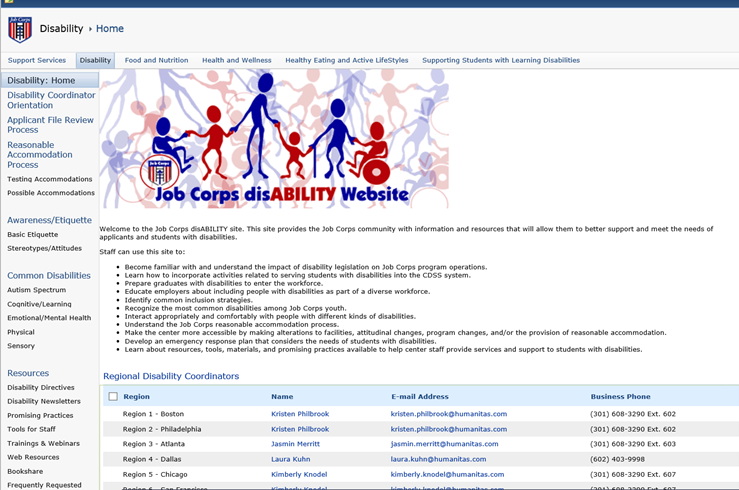 Job Corps
Disability › Home
Support Services
Disability
Food and Nutrition
Health and Wellness
Healthy Eating and Active LifeStyles
Supporting Students with Learning Disabilities
Disability: Home
Disability Coordinator
Orientation
Applicant File Review
Process
Reasonable
Accommodation
Process
Testing Accommodations
Possible Accommodations
Awareness/Etiquette
Basic Etiquette
Stereotypes/Attitudes
Common Disabilities
Autism Spectrum
Cognitive/Learning
Emotional/Mental Health
Physical
Sensory
Resources
Disability Directives
Disability Newsletters
Promising Practices
Tools for Staff
Trainings & Webinars
Web Resources
Bookshare
Frequently Requested
Job Corps
Job Corps disABILITY Website
Welcome to the Job Corps disABILITY site. This site provides the Job Corps community with information and resources that will allow them to better support and meet the needs of
applicants and students with disabilities.
Staff can use this site to:
• Become familiar with and understand the impact of disability legislation on Job Corps program operations.
• Learn how to incorporate activities related to serving students with disabilities into the CDSS system.
• Prepare graduates with disabilities to enter the workforce.
• Educate employers about including people with disabilities as part of a diverse workforce.
• Identify common inclusion strategies.
• Recognize the most common disabilities among Job Corps youth.
• Interact appropriately and comfortably with people with different kinds of disabilities.
• Understand the Job Corps reasonable accommodation process.
• Make the center more accessible by making alterations to facilities, attitudinal changes, program changes, and/or the provision of reasonable accommodation.
• Develop an emergency response plan that considers the needs of students with disabilities.
• Learn about resources, tools, materials, and promising practices available to help center staff provide services and support to students with disabilities.
Regional Disability Coordinators
Region Name E-mail Address Business Phone
Region 1 - Boston Kristen Philbrook kristen.philbrook@humanitas.com (301) 608-3290 Ext. 602
Region 2 - Philadelphia Kristen Philbrook kristen.philbrook@humanitas.com (301) 608-3290 Ext. 602
Region 3 - Atlanta Jasmin Merritt jasmin.merritt@humanitas.com (301) 608-3290 Ext. 603
Region 4 - Dallas Laura Kuhn laura.kuhn@humanitas.com (602) 403-9998
Region 5 - Chicago Kimberly Knodel kimberly.knodel@humanitas.com (301) 608-3290 Ext. 607
Region 6 - San Francisco Kimberly Knodel kimberly.knodel@humanitas.com (301) 608-3290 Ext. 607